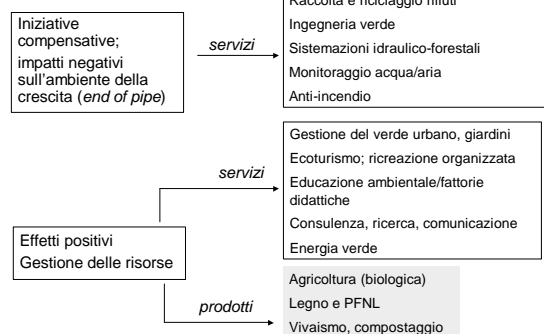 Raccolta e riciclaggio rifiuti
Iniziative
compensative;
impatti negativi
sull'ambiente della
crescita (end of pipe)
servizi
Ingegneria verde
Sistemazioni idraulico-forestali
Monitoraggio acqua/aria
Anti-incendio
Effetti positivi
Gestione delle risorse
servizi
Gestione del verde urbano, giardini
Ecoturismo; ricreazione organizzata
Educazione ambientale/fattorie
didattiche
Consulenza, ricerca, comunicazione
Energia verde
prodotti
Agricoltura (biologica)
Legno e PFNL
Vivaismo, compostaggio